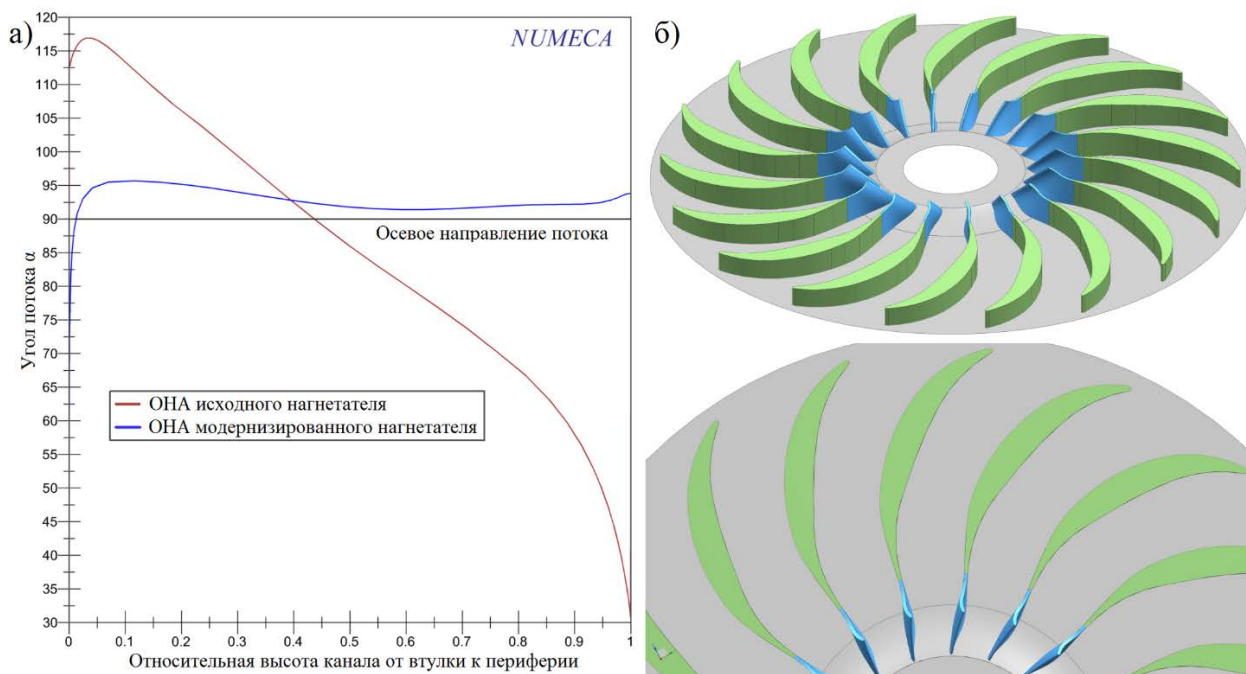 а)
NUMECA
б)
120
115
110
105
100
95
90
85
80
75
70
65
60
55
50
45
40
35
30
Угол потока α
Осевое направление потока
ОНА исходного нагнетателя
ОНА модернизированного нагнетателя
0 0.1 0.2 0.3 0.4 0.5 0.6 0.7 0.8 0.9 1
Относительная высота канала от втулки к периферии